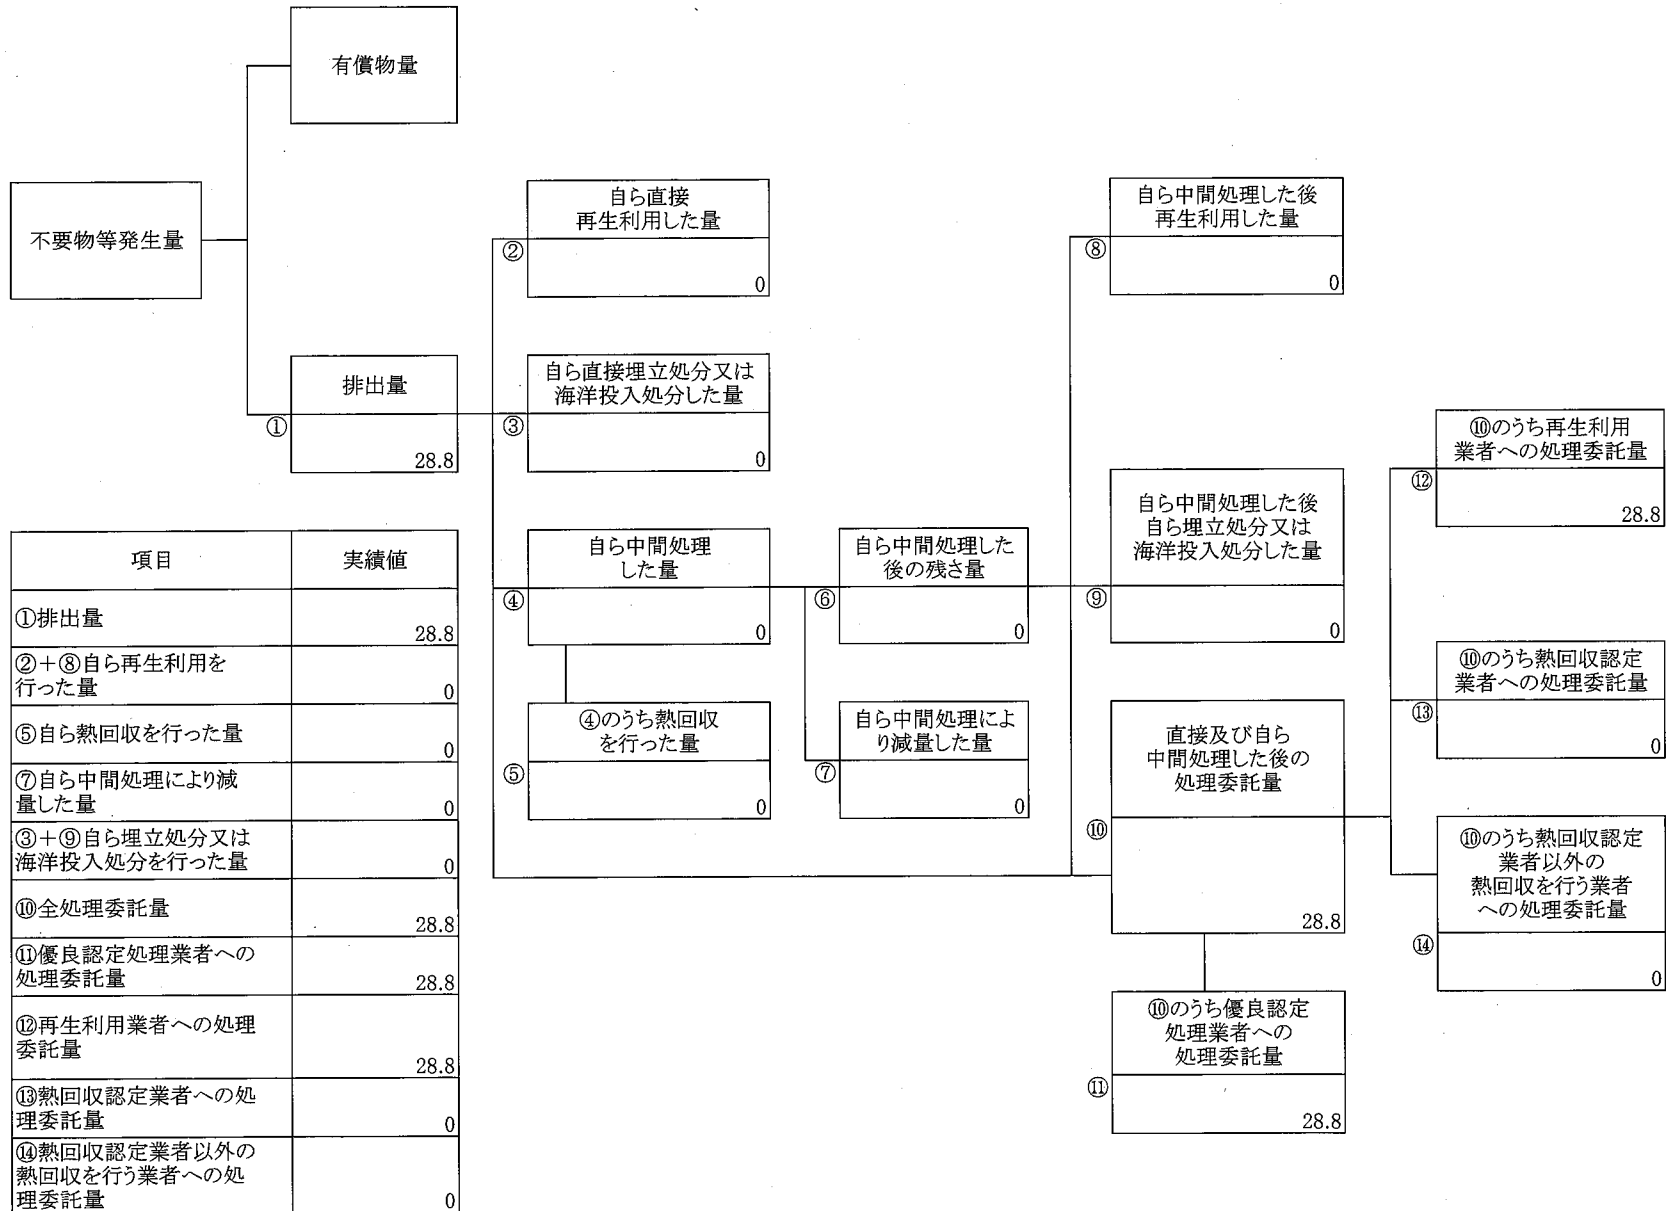 有償物量
不要物等発生量
自ら直接
再生利用した量
②
0
自ら中間処理した後
再生利用した量
⑧
0
排出量
①
28.8
自ら直接埋立処分又は
海洋投入処分した量
③
0
⑩のうち再生利用
業者への処理委託量
⑫
28.8
自ら中間処理
した量
④
0
自ら中間処理した
後の残さ量
⑥
0
自ら中間処理した後
自ら埋立処分又は
海洋投入処分した量
⑨
0
⑩のうち熱回収認定
業者への処理委託量
⑬
0
④のうち熱回収
を行った量
⑤
0
自ら中間処理によ
り減量した量
⑦
0
直接及び自ら
中間処理した後の
処理委託量
⑩
28.8
⑩のうち熱回収認定
業者以外の
熱回収を行う業者
への処理委託量
⑭
0
⑩のうち優良認定
処理業者への
処理委託量
⑪
28.8
項目 実績値
①排出量
28.8
②+⑧自ら再生利用を
行った量
0
⑤自ら熱回収を行った量
0
⑦自ら中間処理により減
量した量
0
③+⑨自ら埋立処分又は
海洋投入処分を行った量
0
⑩全処理委託量
28.8
⑪優良認定処理業者への
処理委託量
28.8
⑫再生利用業者への処理
委託量
28.8
⑬熱回収認定業者への処
理委託量
0
⑭熱回収認定業者以外の
熱回収を行う業者への処
理委託量
0